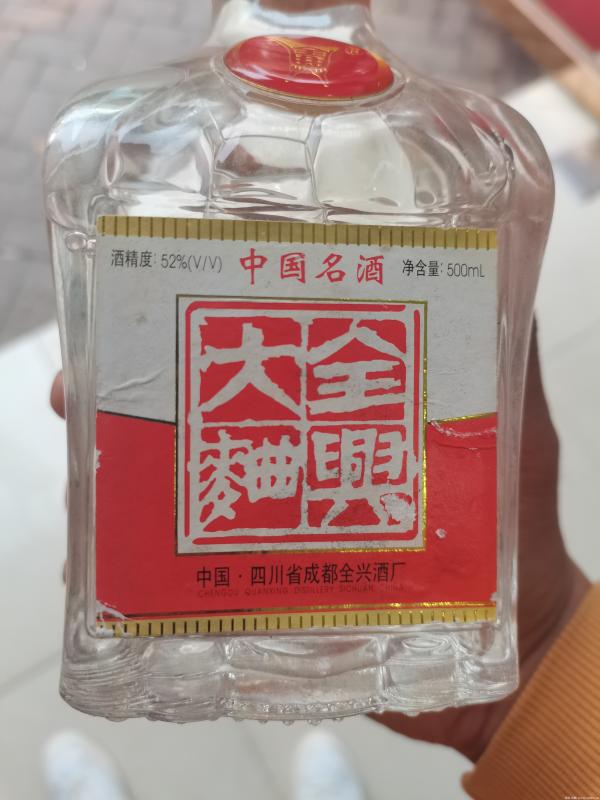 酒精度: 52%(V/V) 中国名酒 净含量: 500mL
全興
大麯
中国·四川省成都全兴酒厂
CHENGDU QUANXING DISTILLERY SICHUAN, CHINA